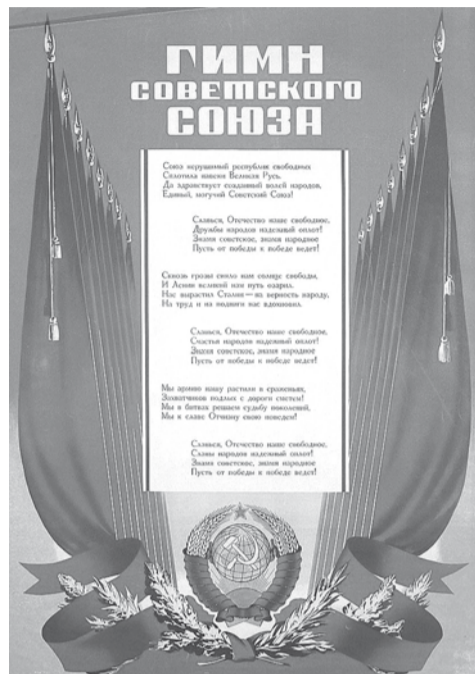 ГИМН
СОВЕТСКОГО
СОЮЗА
Союз нерушимый республик свободных
Сплотила навеки Великая Русь.
Да здравствует созданный волей народов,
Единый, могучий Советский Союз!
Славься, Отечество наше свободное,
Дружбы народов надежный оплот!
Знамя советское, знамя народное
Пусть от победы к победе ведет!
Сквозь грозы сияло нам солнце свободы,
И Ленин великий нам путь озарил.
Нас вырастил Сталин — на верность народу,
На труд и на подвиги нас вдохновил.
Славься, Отечество наше свободное,
Счастья народов надежный оплот!
Знамя советское, знамя народное
Пусть от победы к победе ведет!
Мы армию нашу растили в сраженьях,
Захватчиков подлых с дороги сметем!
Мы в битвах решаем судьбу поколений,
Мы к славе Отчизну свою поведем!
Славься, Отечество наше свободное,
Славы народов надежный оплот!
Знамя советское, знамя народное
Пусть от победы к победе ведет!